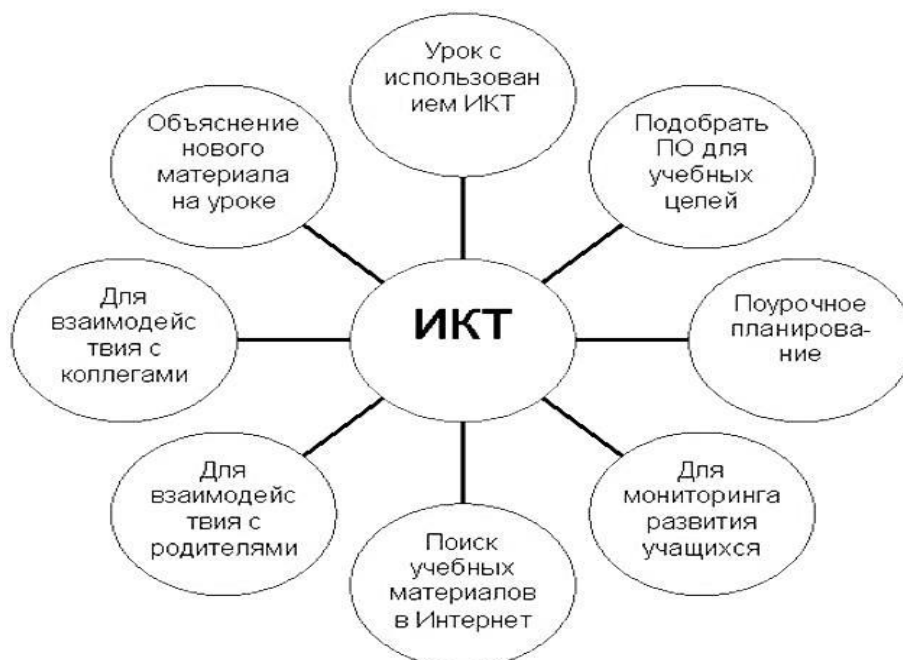 Урок с
использован
ием ИКТ
Подобрать
ПО для
учебных
целей
Поурочное
планирова-
ние
Для
мониторинга
развития
учащихся
Поиск
учебных
материалов
в Интернет
Для
взаимодейс
твия с
родителями
Для
взаимодейс
твия с
коллегами
Объяснение
нового
материала
на уроке
ИКТ